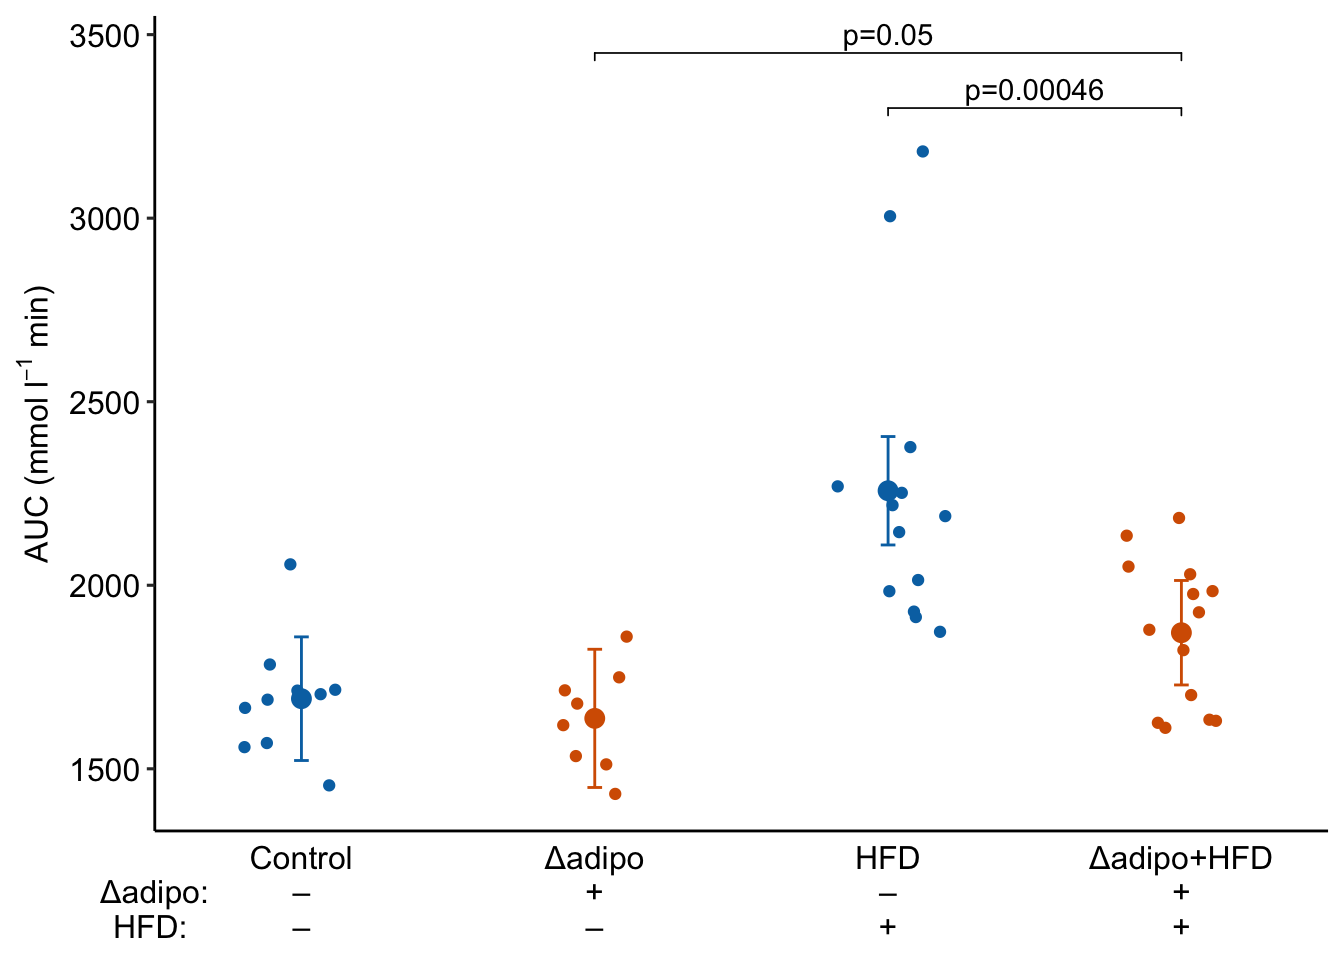 3500
p=0.05
p=0.00046
3000
2500
2000
1500
AUC (mmol l⁻¹ min)
Control Δadipo HFD Δadipo+HFD
Δadipo: – + – +
HFD: – – + +